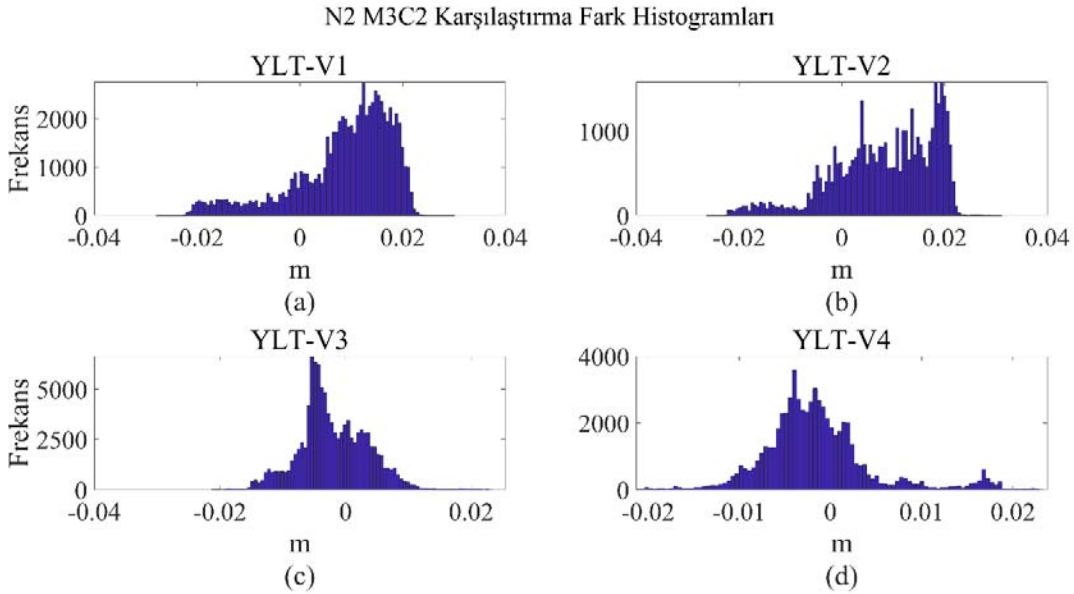 N2 M3C2 Karşılaştırma Fark Histogramları
YLT-V1
Frekans
2000
1000
0
-0.04 -0.02 0 0.02 0.04
m
(a)
YLT-V2
1000
0
-0.04 -0.02 0 0.02 0.04
m
(b)
YLT-V3
Frekans
5000
2500
0
-0.04 -0.02 0 0.02
m
(c)
YLT-V4
4000
2000
0
-0.02 -0.01 0 0.01 0.02
m
(d)